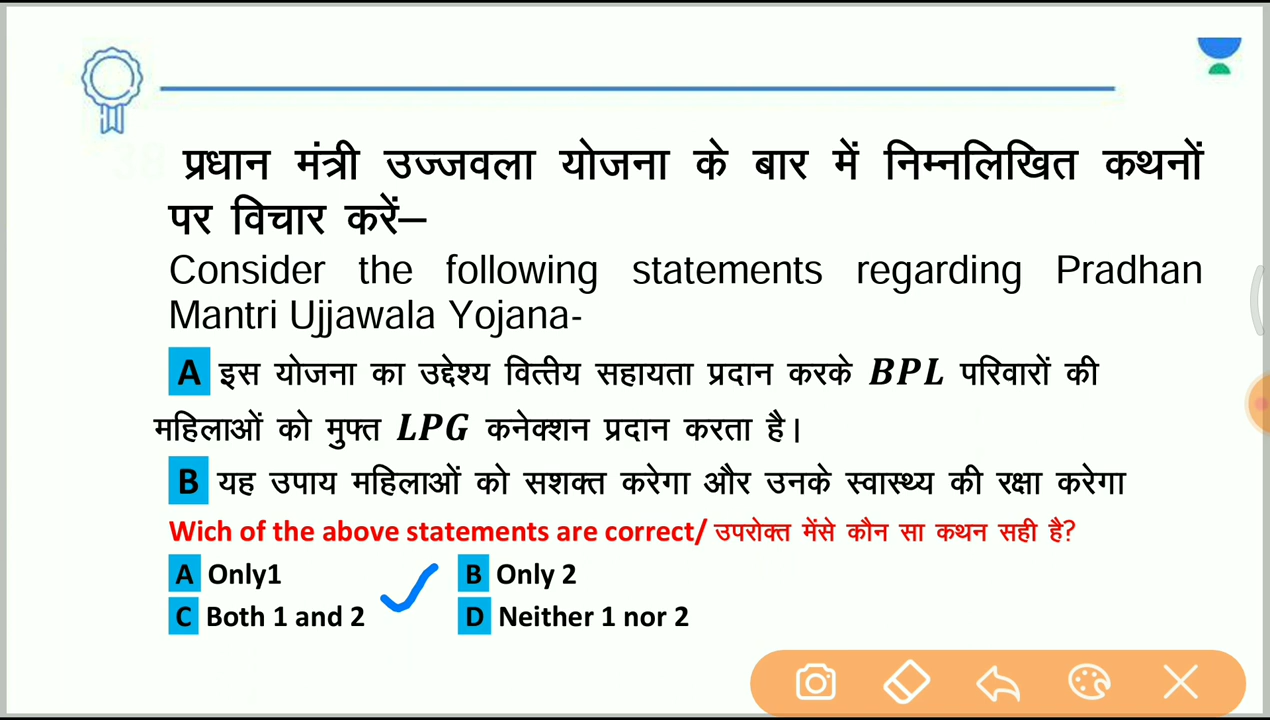 प्रधान मंत्री उज्जवला योजना के बार में निम्नलिखित कथनों
पर विचार करें–
Consider the following statements regarding Pradhan
Mantri Ujjawala Yojana-
A इस योजना का उद्देश्य वित्तीय सहायता प्रदान करके BPL परिवारों की
महिलाओं को मुफ्त LPG कनेक्शन प्रदान करता है।
B यह उपाय महिलाओं को सशक्त करेगा और उनके स्वास्थ्य की रक्षा करेगा
Wich of the above statements are correct/ उपरोक्त मेंसे कौन सा कथन सही है?
A Only1 B Only 2
C Both 1 and 2 D Neither 1 nor 2